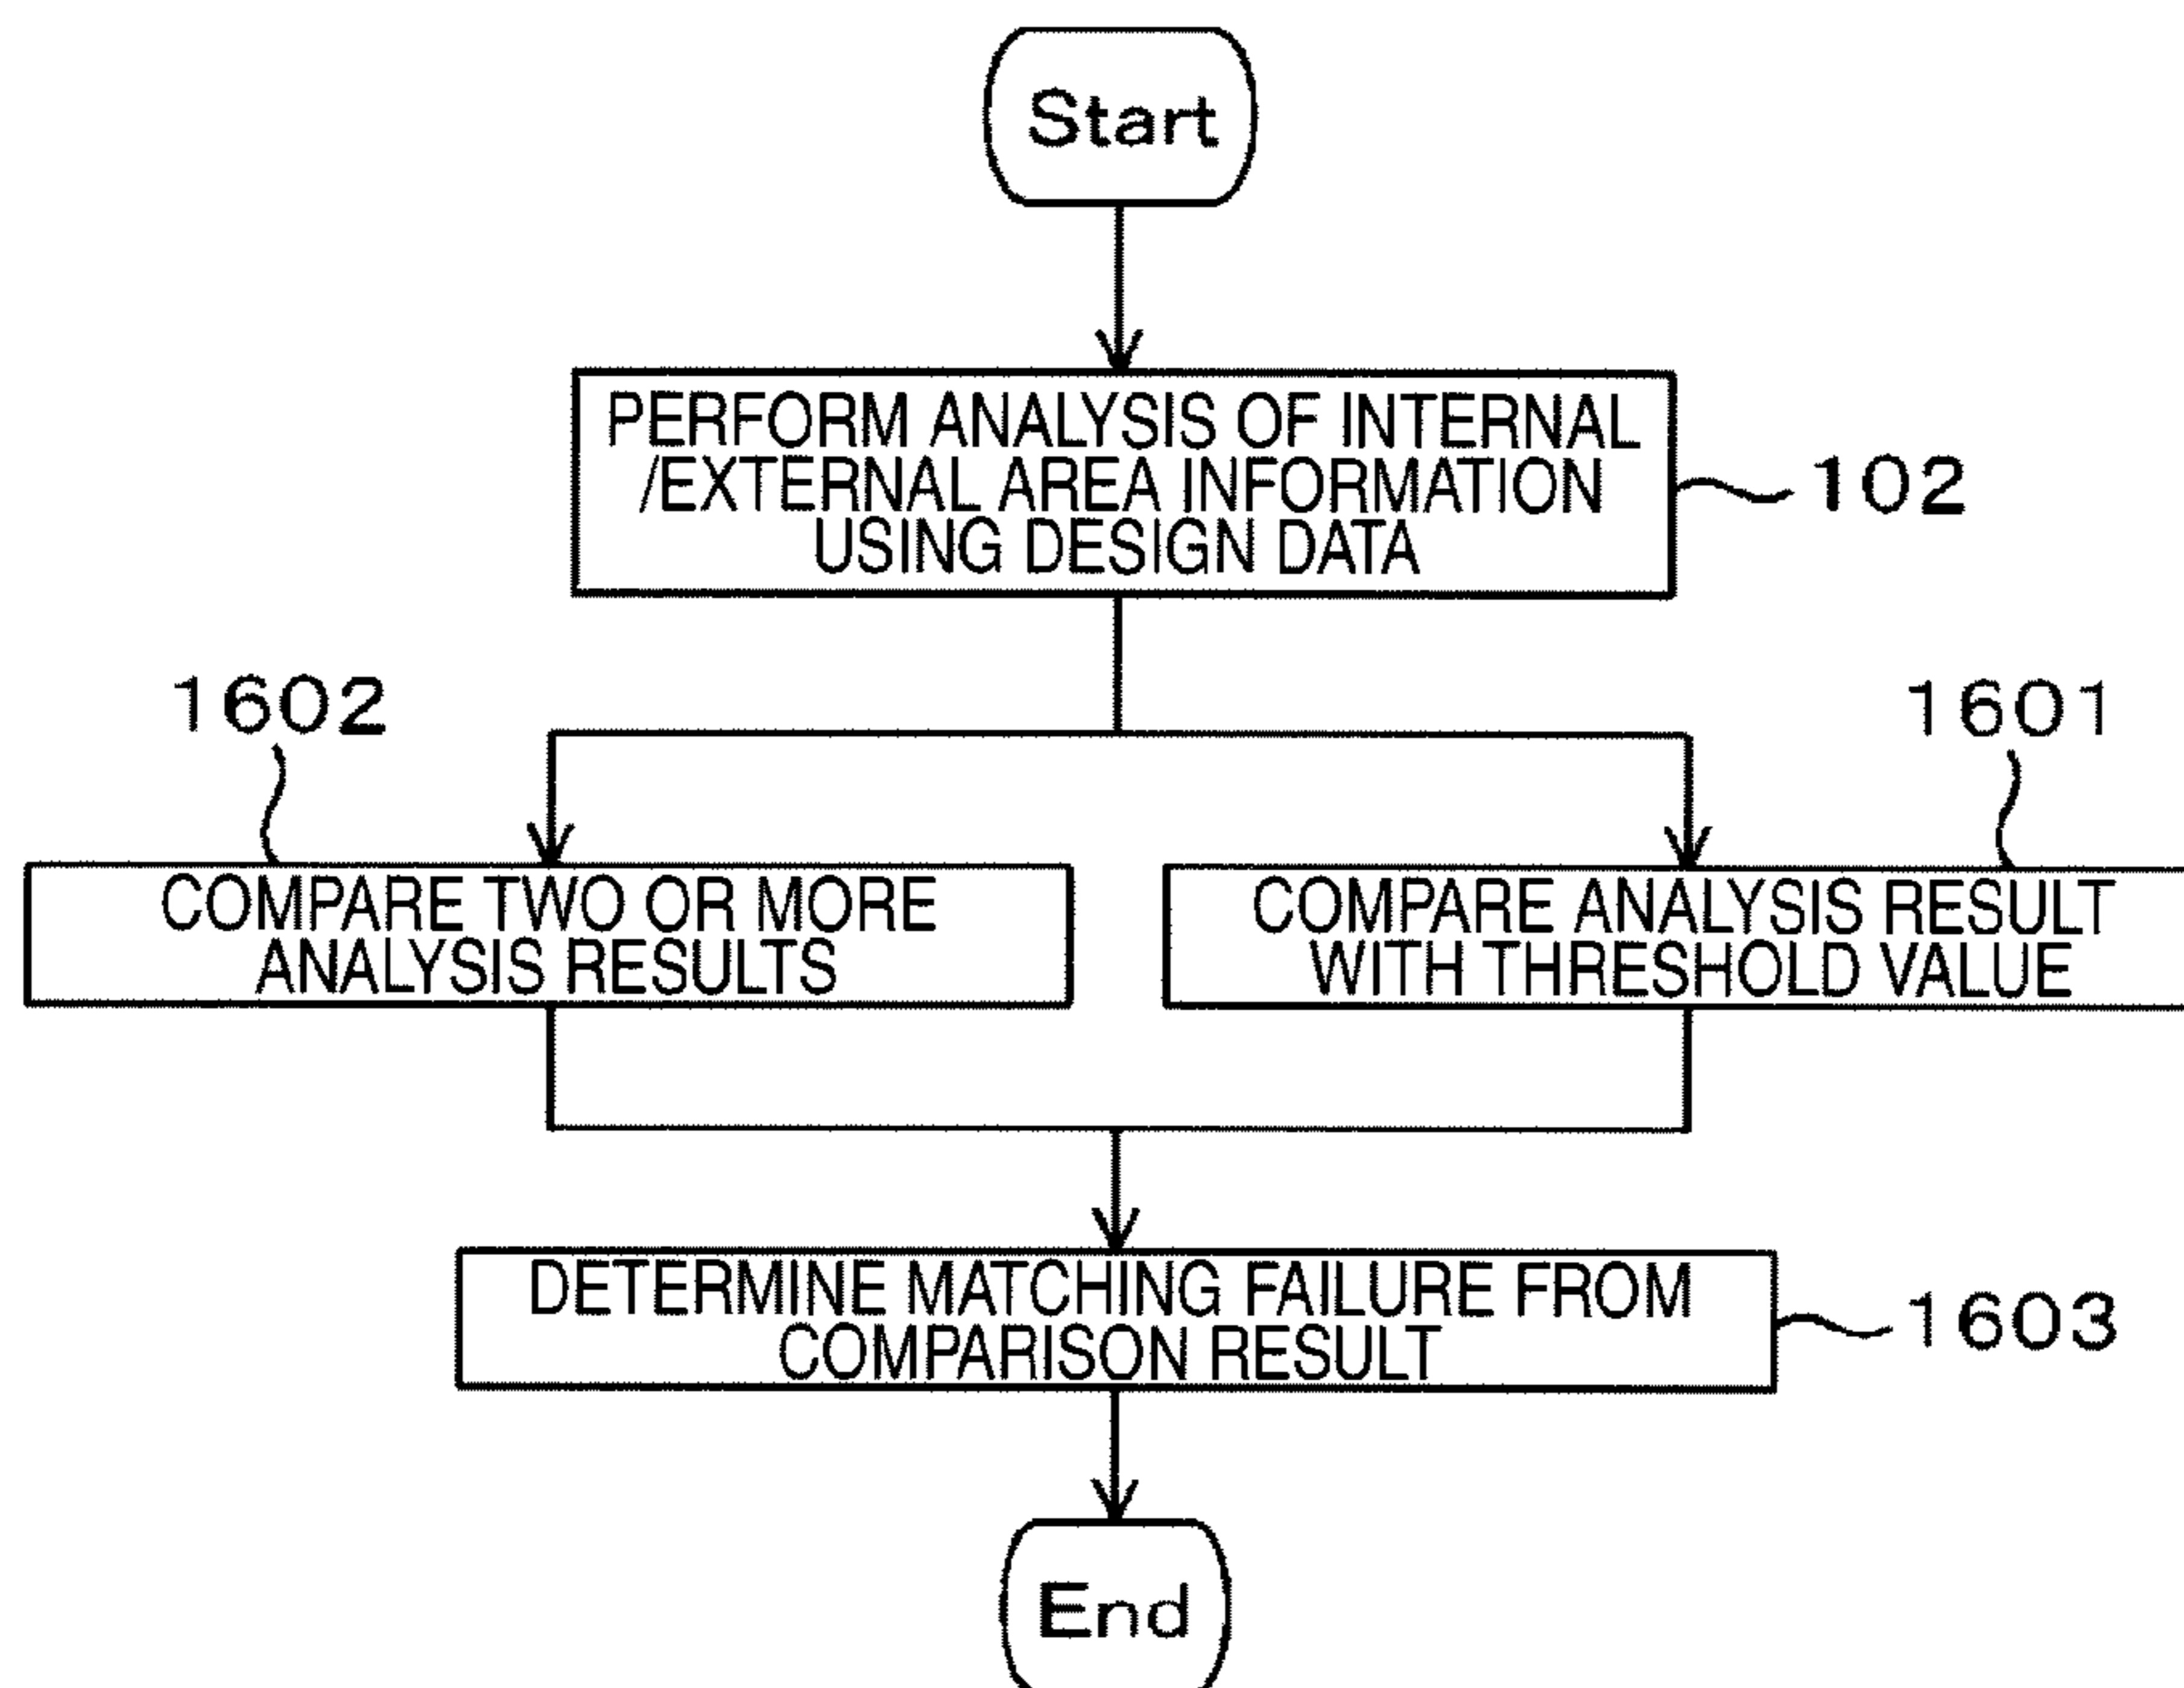 Start
PERFORM ANALYSIS OF INTERNAL
/EXTERNAL AREA INFORMATION
USING DESIGN DATA
102
1602
1601
COMPARE TWO OR MORE
ANALYSIS RESULTS
COMPARE ANALYSIS RESULT
WITH THRESHOLD VALUE
DETERMINE MATCHING FAILURE FROM
COMPARISON RESULT
1603
End